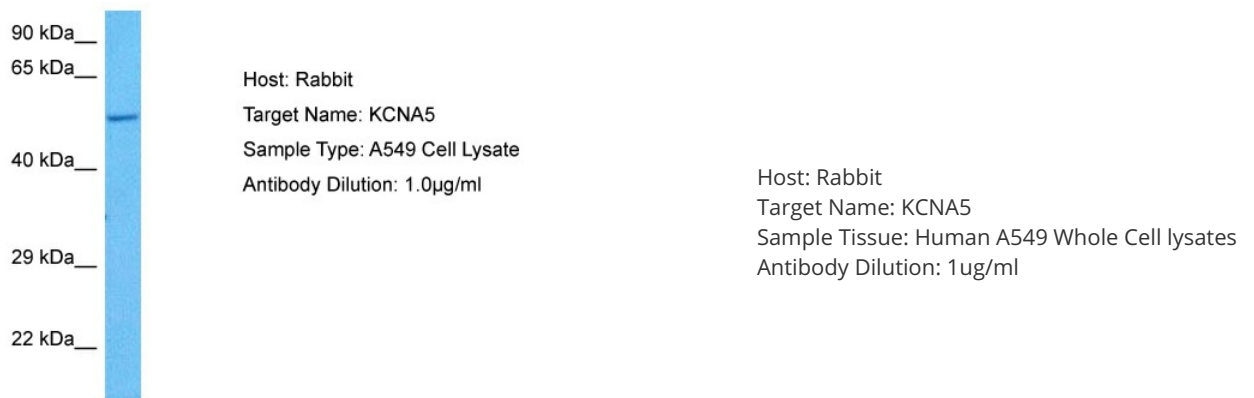 90 kDa__
65 kDa__
40 kDa__
29 kDa__
22 kDa__
Host: Rabbit
Target Name: KCNA5
Sample Type: A549 Cell Lysate
Antibody Dilution: 1.0µg/ml
Host: Rabbit
Target Name: KCNA5
Sample Tissue: Human A549 Whole Cell lysates
Antibody Dilution: 1ug/ml